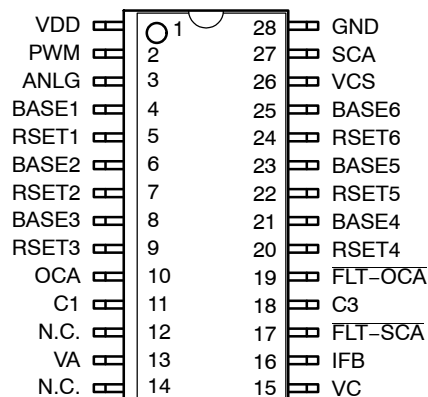 VDD 1 28 GND
PWM 2 27 SCA
ANLG 3 26 VCS
BASE1 4 25 BASE6
RSET1 5 24 RSET6
BASE2 6 23 BASE5
RSET2 7 22 RSET5
BASE3 8 21 BASE4
RSET3 9 20 RSET4
OCA 10 19 FLT–OCA
C1 11 18 C3
N.C. 12 17 FLT–SCA
VA 13 16 IFB
N.C. 14 15 VC